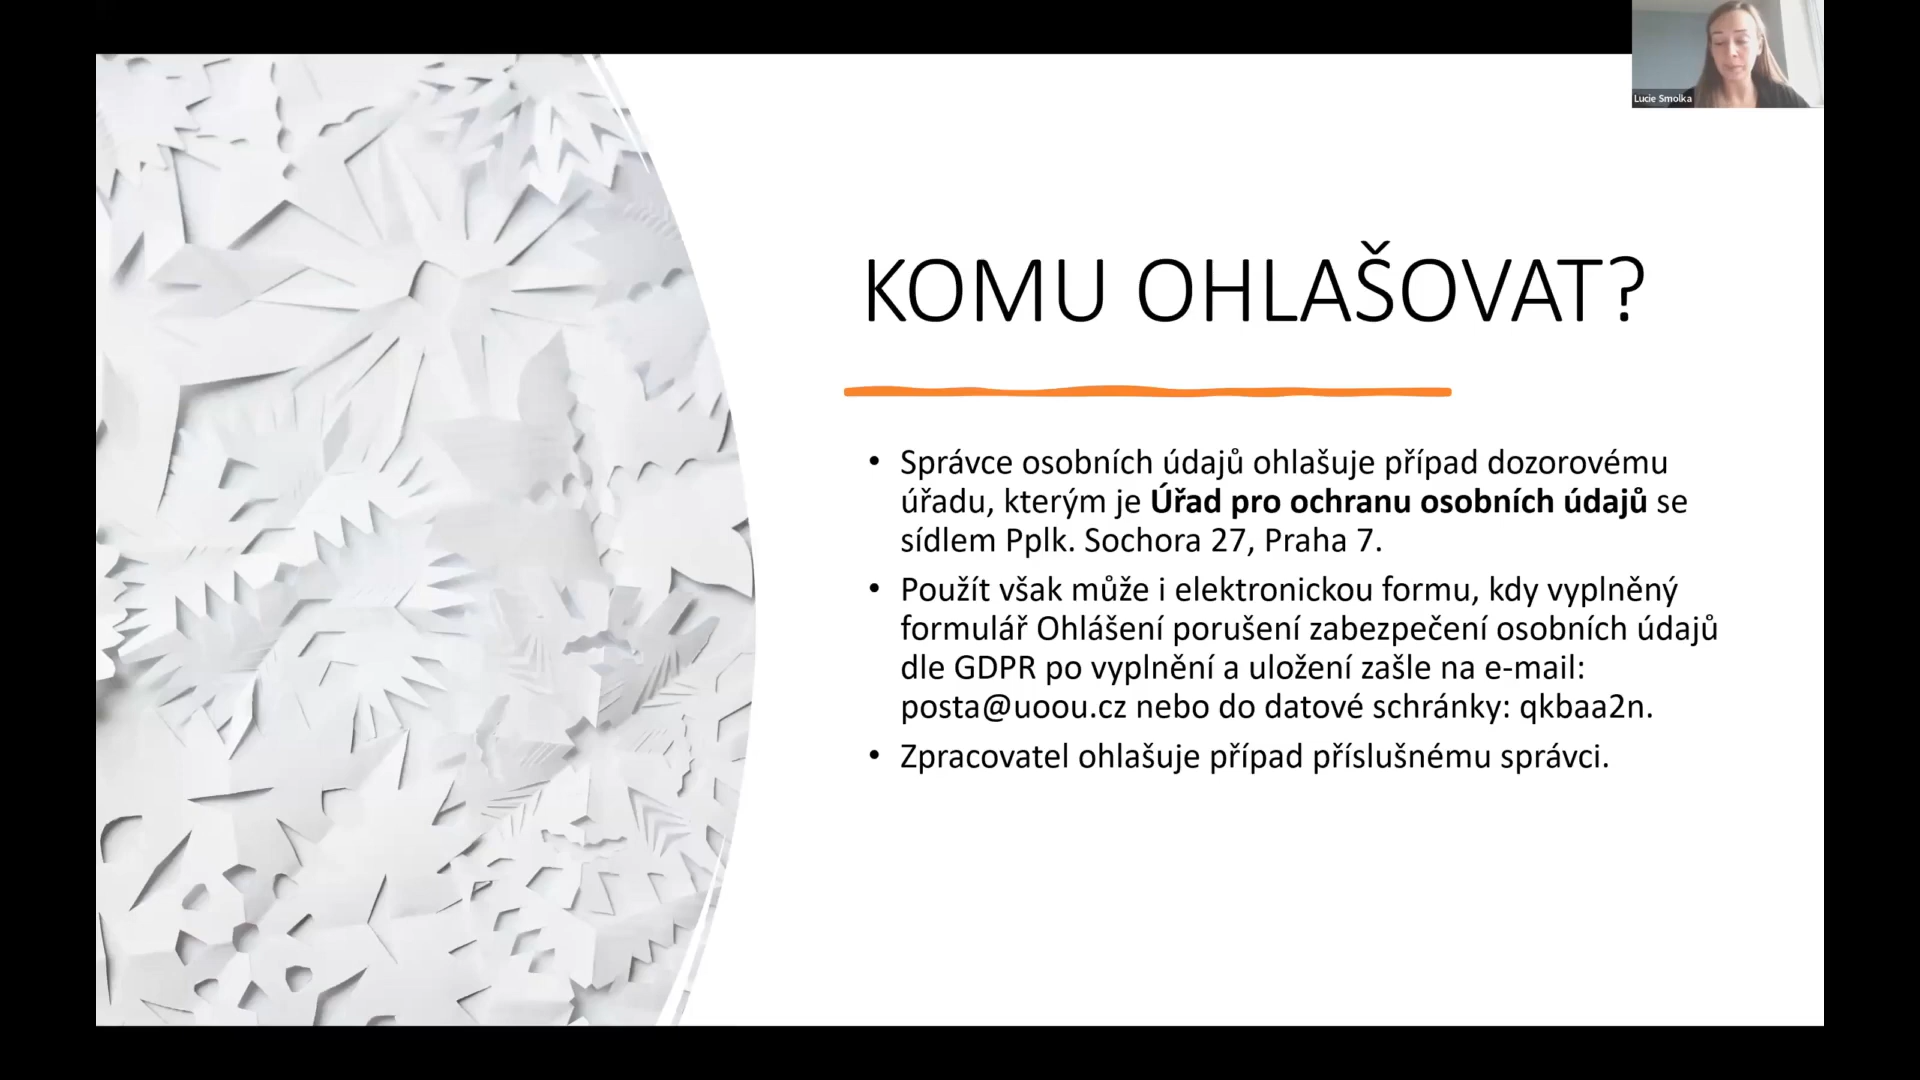 Lucie Smolka
KOMU OHLAŠOVAT?
• Správce osobních údajů ohlašuje případ dozorovému
úřadu, kterým je Úřad pro ochranu osobních údajů se
sídlem Pplk. Sochora 27, Praha 7.
• Použít však může i elektronickou formu, kdy vyplněný
formulář Ohlášení porušení zabezpečení osobních údajů
dle GDPR po vyplnění a uložení zašle na e-mail:
posta@uoou.cz nebo do datové schránky: qkbaa2n.
• Zpracovatel ohlašuje případ příslušnému správci.